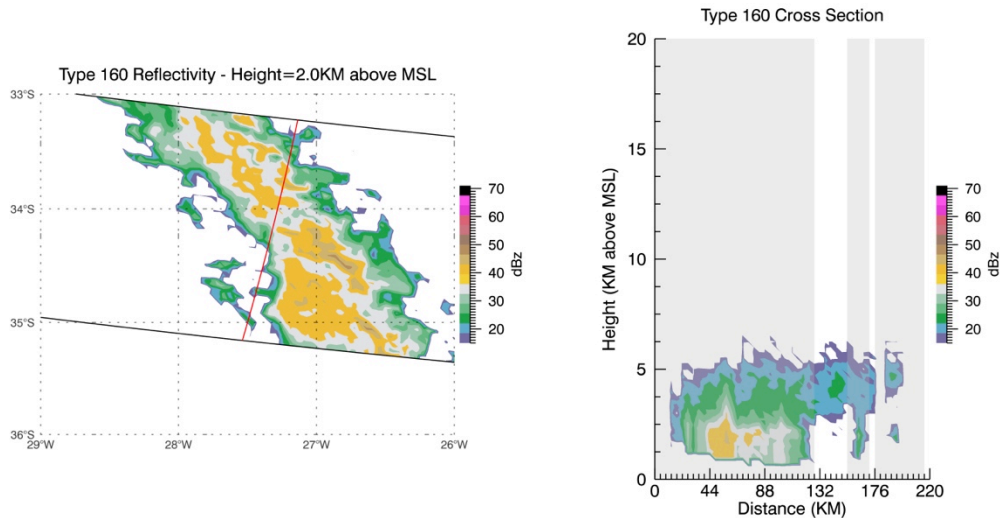 Type 160 Reflectivity - Height=2.0KM above MSL
33°S
34°S
35°S
36°S
29°W
28°W
27°W
26°W
70
60
50
40
30
20
dBz
Type 160 Cross Section
20
15
10
5
0
Height (KM above MSL)
0 44 88 132 176 220
Distance (KM)
70
60
50
40
30
20
dBz